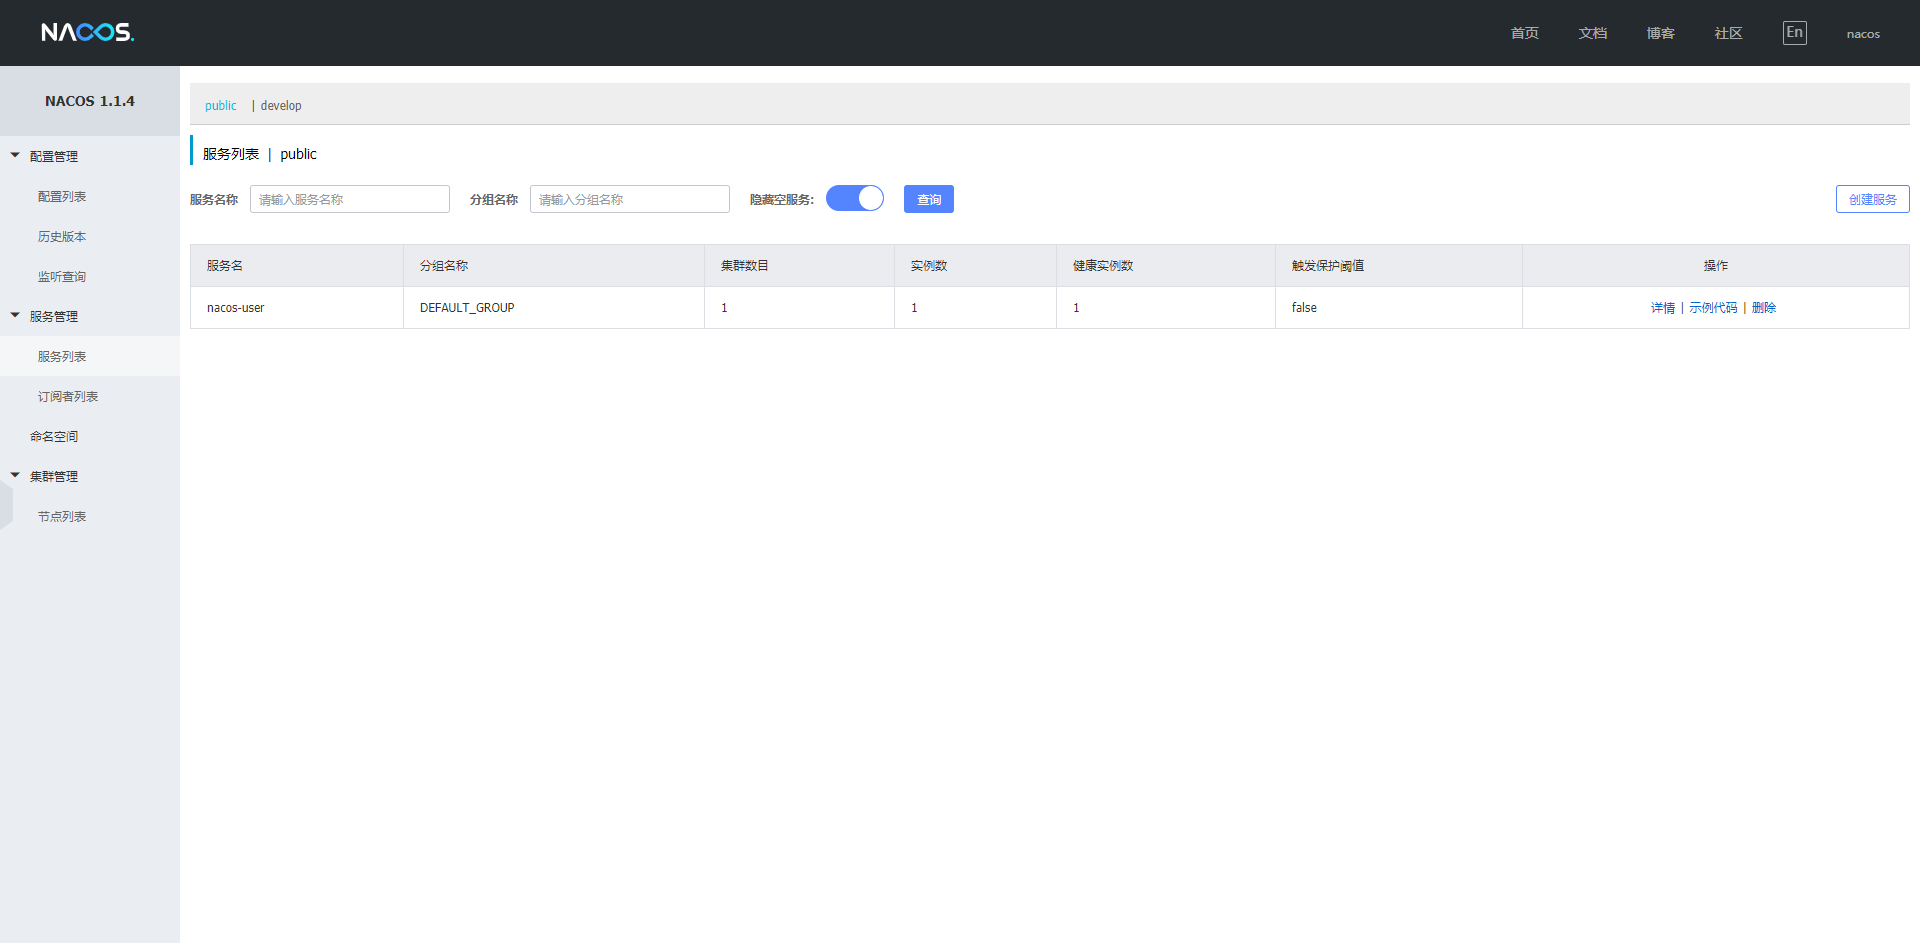 NACOS.
首页 文档 博客 社区 En nacos
NACOS 1.1.4
配置管理
配置列表
历史版本
监听查询
服务管理
服务列表
订阅者列表
命名空间
集群管理
节点列表
public | develop
服务列表 | public
服务名称 请输入服务名称 分组名称 请输入分组名称 隐藏空服务: 查询 创建服务
服务名 分组名称 集群数目 实例数 健康实例数 触发保护阈值 操作
nacos-user DEFAULT_GROUP 1 1 1 false 详情 | 示例代码 | 删除